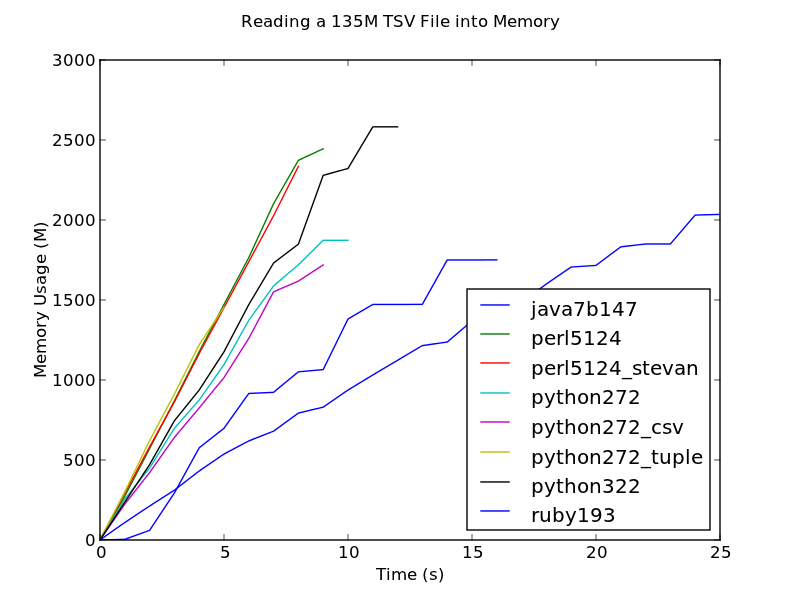 Reading a 135M TSV File into Memory
3000
2500
2000
1500
1000
500
0
Memory Usage (M)
java7b147
perl5124
perl5124_stevan
python272
python272_csv
python272_tuple
python322
ruby193
0 5 10 15 20 25
Time (s)